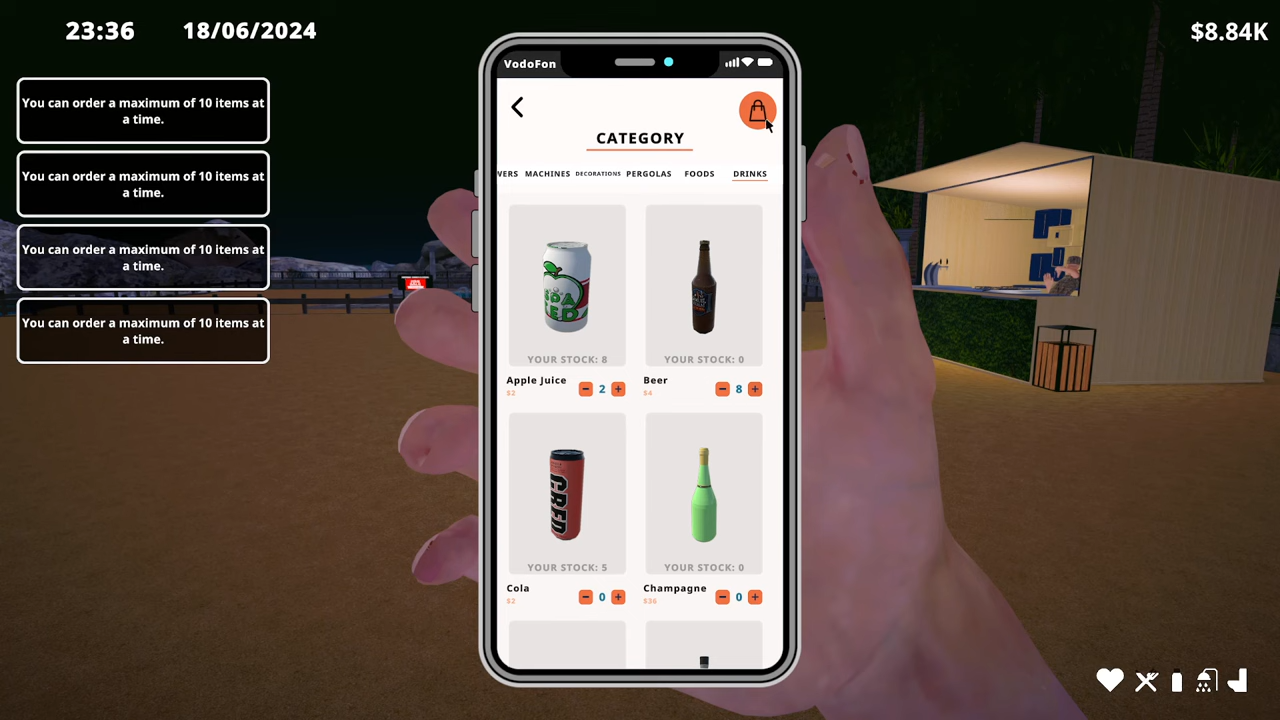 23:36 18/06/2024
$8.84K
You can order a maximum of 10 items at
a time.
You can order a maximum of 10 items at
a time.
You can order a maximum of 10 items at
a time.
You can order a maximum of 10 items at
a time.
VodoFon
CATEGORY
WERS MACHINES DECORATIONS PERGOLAS FOODS DRINKS
YOUR STOCK: 8
Apple Juice
$2
- 2 +
YOUR STOCK: 0
Beer
$4
- 8 +
CRED
YOUR STOCK: 5
Cola
$2
- 0 +
YOUR STOCK: 0
Champagne
$36
- 0 +